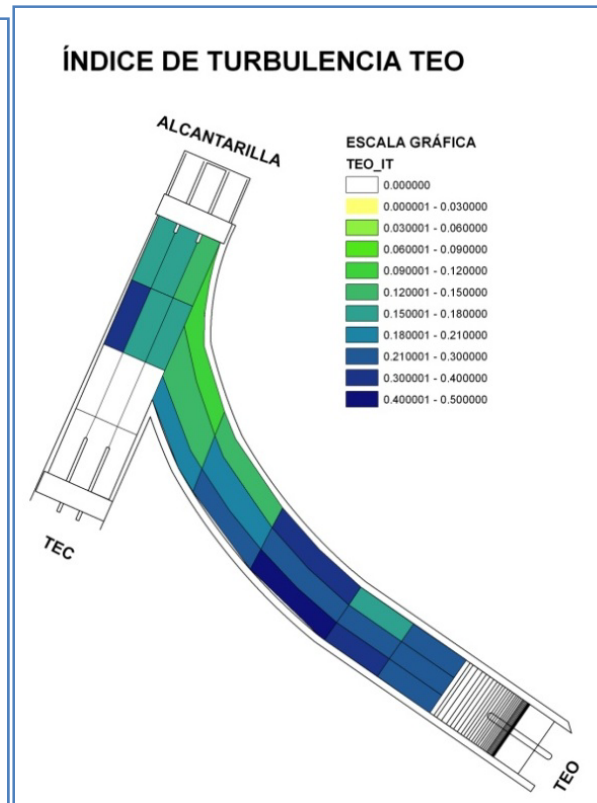 ÍNDICE DE TURBULENCIA TEO
ALCANTARILLA
ESCALA GRÁFICA
TEO_IT
0.000000
0.000001 - 0.030000
0.030001 - 0.060000
0.060001 - 0.090000
0.090001 - 0.120000
0.120001 - 0.150000
0.150001 - 0.180000
0.180001 - 0.210000
0.210001 - 0.300000
0.300001 - 0.400000
0.400001 - 0.500000
TEC
TEO